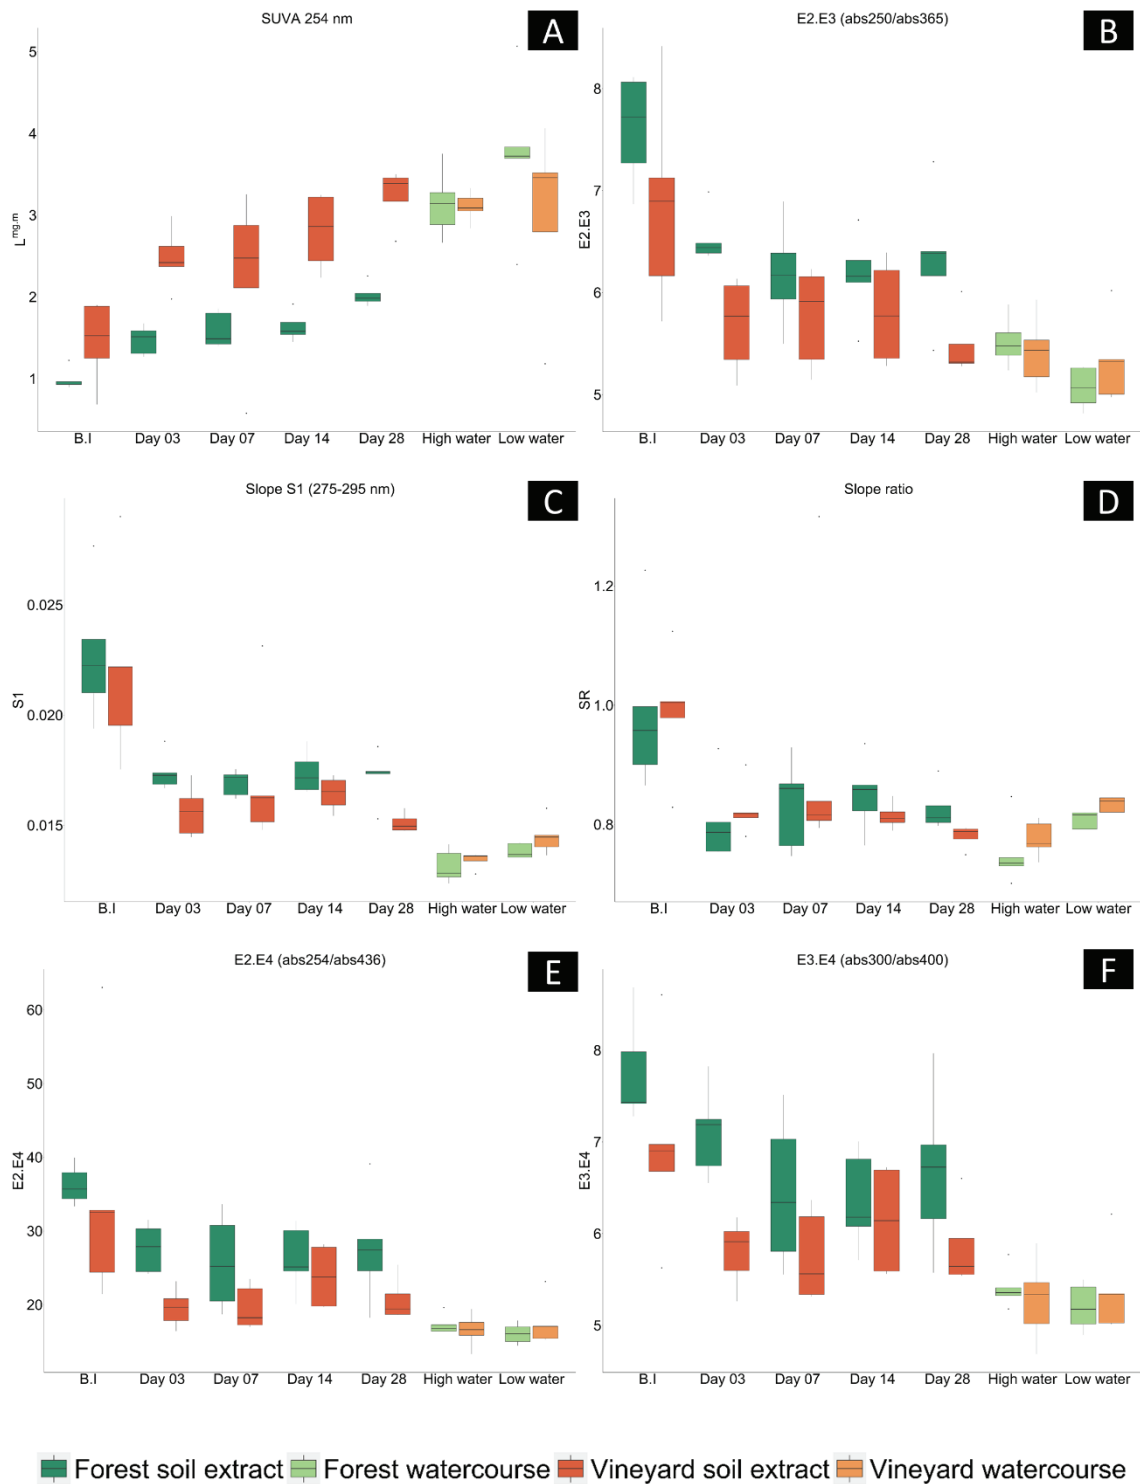 SUVA 254 nm
A
5
4
3
2
1
L mg.m
B.I Day 03 Day 07 Day 14 Day 28 High water Low water
E2.E3 (abs250/abs365)
B
8
7
6
5
E2.E3
B.I Day 03 Day 07 Day 14 Day 28 High water Low water
Slope S1 (275-295 nm)
C
0.025
0.020
0.015
S1
B.I Day 03 Day 07 Day 14 Day 28 High water Low water
Slope ratio
D
1.2
1.0
0.8
SR
B.I Day 03 Day 07 Day 14 Day 28 High water Low water
E2.E4 (abs254/abs436)
E
60
50
40
30
20
E2.E4
B.I Day 03 Day 07 Day 14 Day 28 High water Low water
E3.E4 (abs300/abs400)
F
8
7
6
5
E3.E4
B.I Day 03 Day 07 Day 14 Day 28 High water Low water
Forest soil extract Forest watercourse Vineyard soil extract Vineyard watercourse